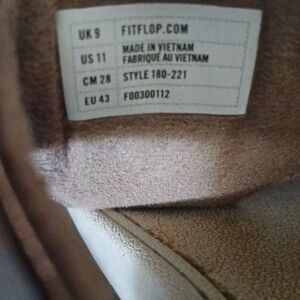 UK 9 FITFLOP.COM
US 11 MADE IN VIETNAM
FABRIQUÉ AU VIETNAM
CM 28 STYLE 180-221
EU 43 F00300112